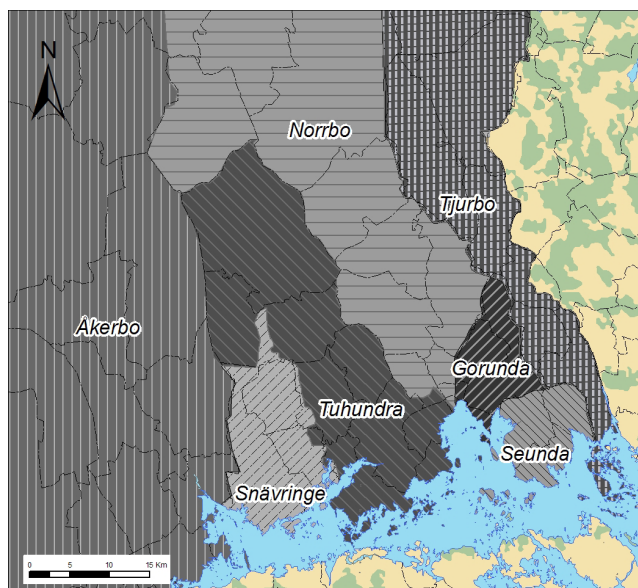 N
Norrbo
Tjurbo
Åkerbo
Gorunda
Tuhundra
Seunda
Snävringe
0 5 10 15 Km